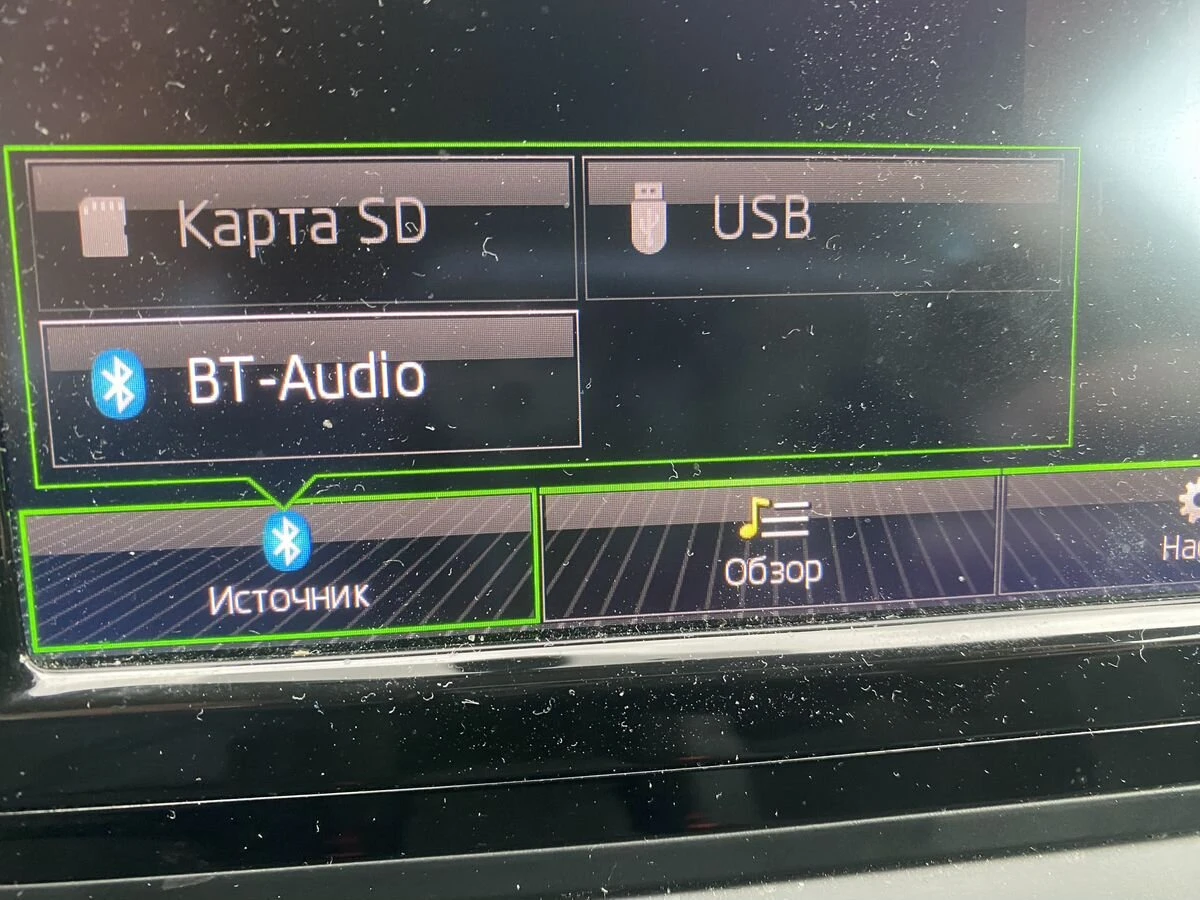 Карта SD
USB
BT-Audio
Источник
Обзор